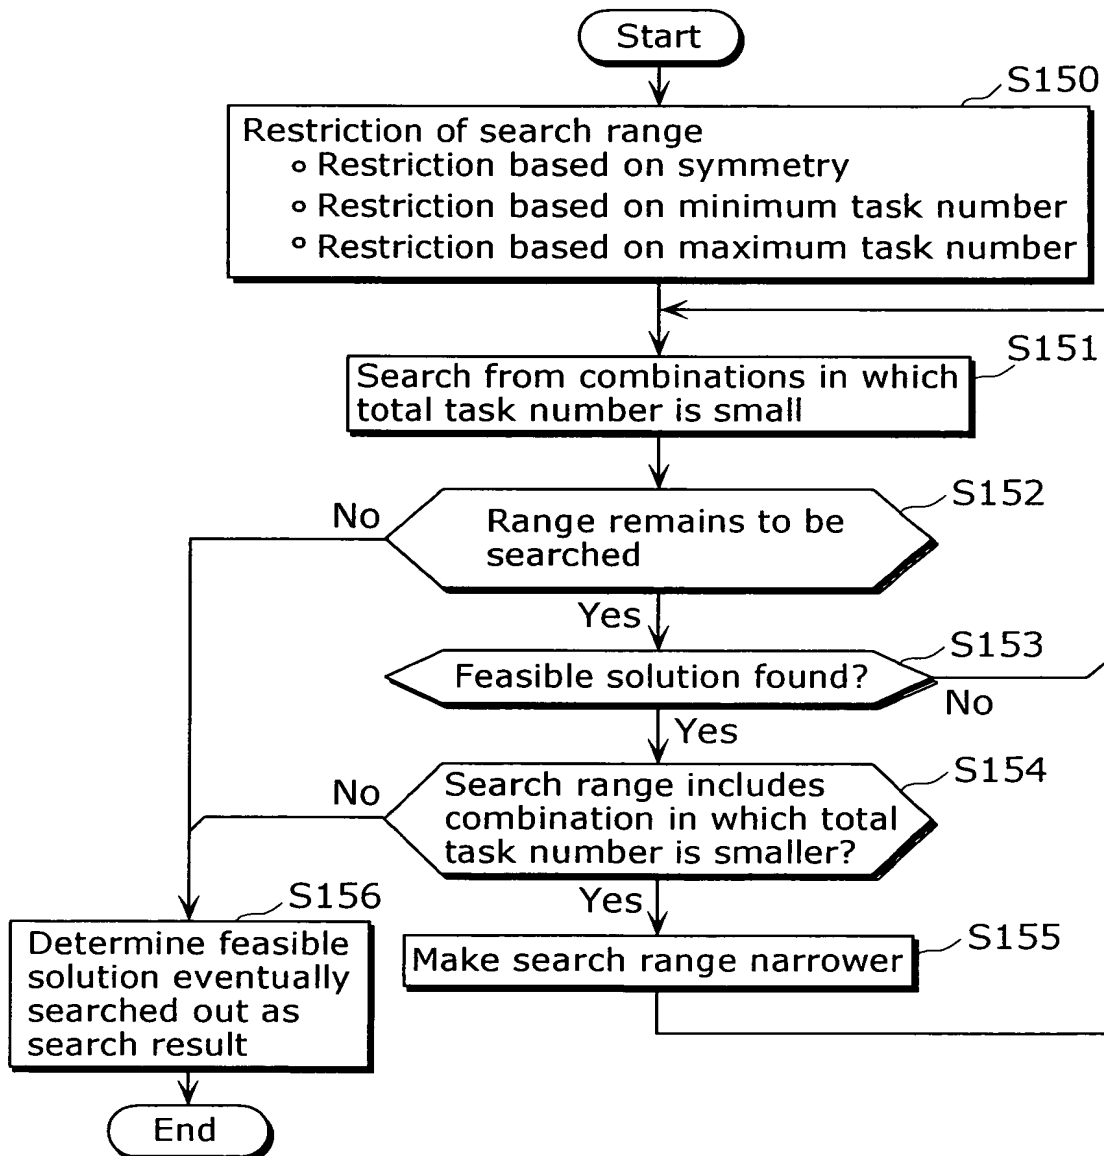 Start
S150
Restriction of search range
Restriction based on symmetry
Restriction based on minimum task number
Restriction based on maximum task number
S151
Search from combinations in which
total task number is small
S152
No
Range remains to be
searched
Yes
S153
Feasible solution found?
No
Yes
S154
No
Search range includes
combination in which total
task number is smaller?
Yes
S156
S155
Determine feasible
solution eventually
searched out as
search result
Make search range narrower
End